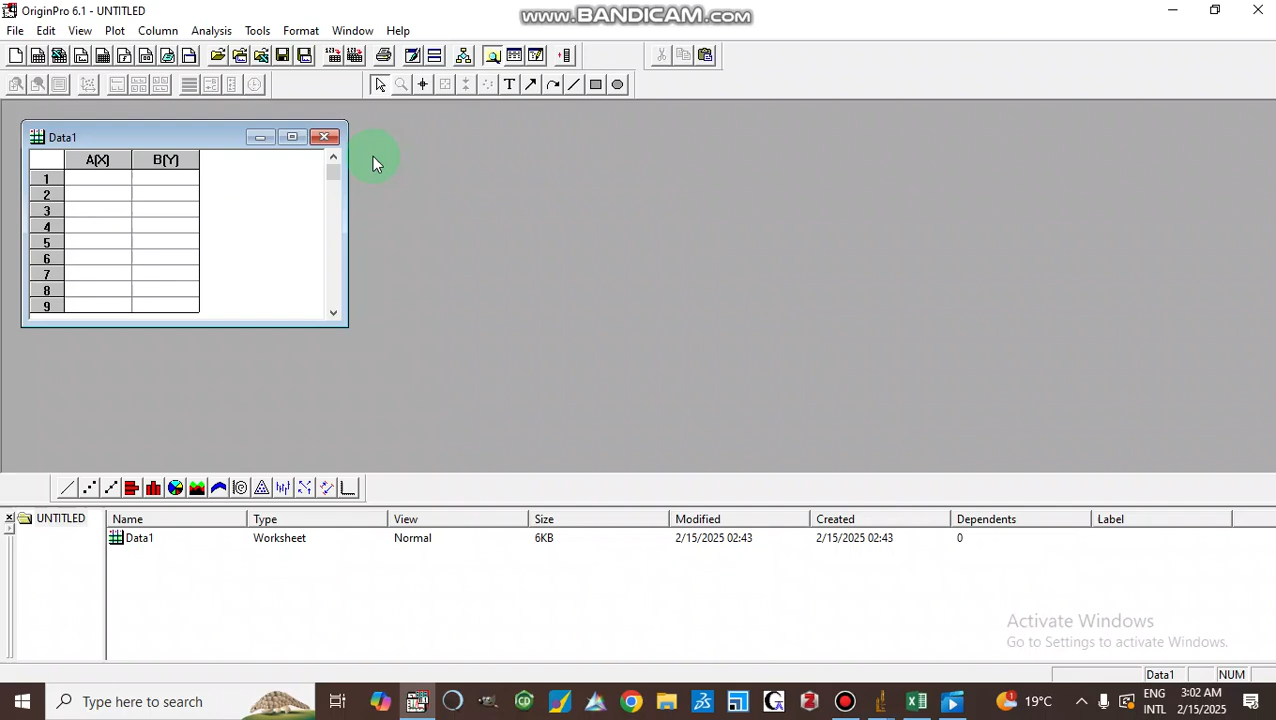 OriginPro 6.1 - UNTITLED
www.BANDICAM.com
File Edit View Plot Column Analysis Tools Format Window Help
Data1
A(X) B(Y)
1
2
3
4
5
6
7
8
9
UNTITLED
Name Type View Size Modified Created Dependents Label
Data1 Worksheet Normal 6KB 2/15/2025 02:43 2/15/2025 02:43 0
Activate Windows
Go to Settings to activate Windows.
Data1 NUM
Type here to search
19°C
ENG
INTL
3:02 AM
2/15/2025